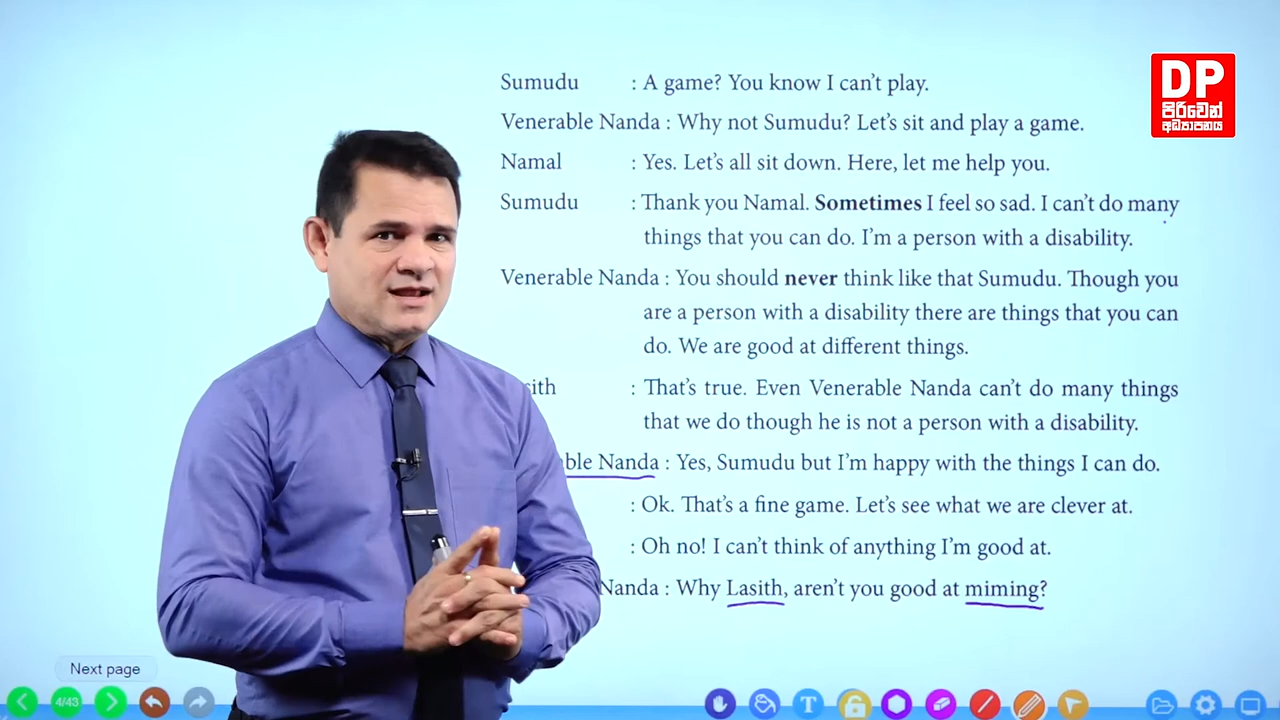 DP
පිරිවෙන්
අධ්‍යාපනය
Sumudu : A game? You know I can't play.
Venerable Nanda : Why not Sumudu? Let's sit and play a game.
Namal : Yes. Let's all sit down. Here, let me help you.
Sumudu : Thank you Namal. Sometimes I feel so sad. I can't do many
things that you can do. I'm a person with a disability.
Venerable Nanda : You should never think like that Sumudu. Though you
are a person with a disability there are things that you can
do. We are good at different things.
: That's true. Even Venerable Nanda can't do many things
that we do though he is not a person with a disability.
Nanda : Yes, Sumudu but I'm happy with the things I can do.
: Ok. That's a fine game. Let's see what we are clever at.
: Oh no! I can't think of anything I'm good at.
Nanda : Why Lasith, aren't you good at miming?
Next page
4/43
T